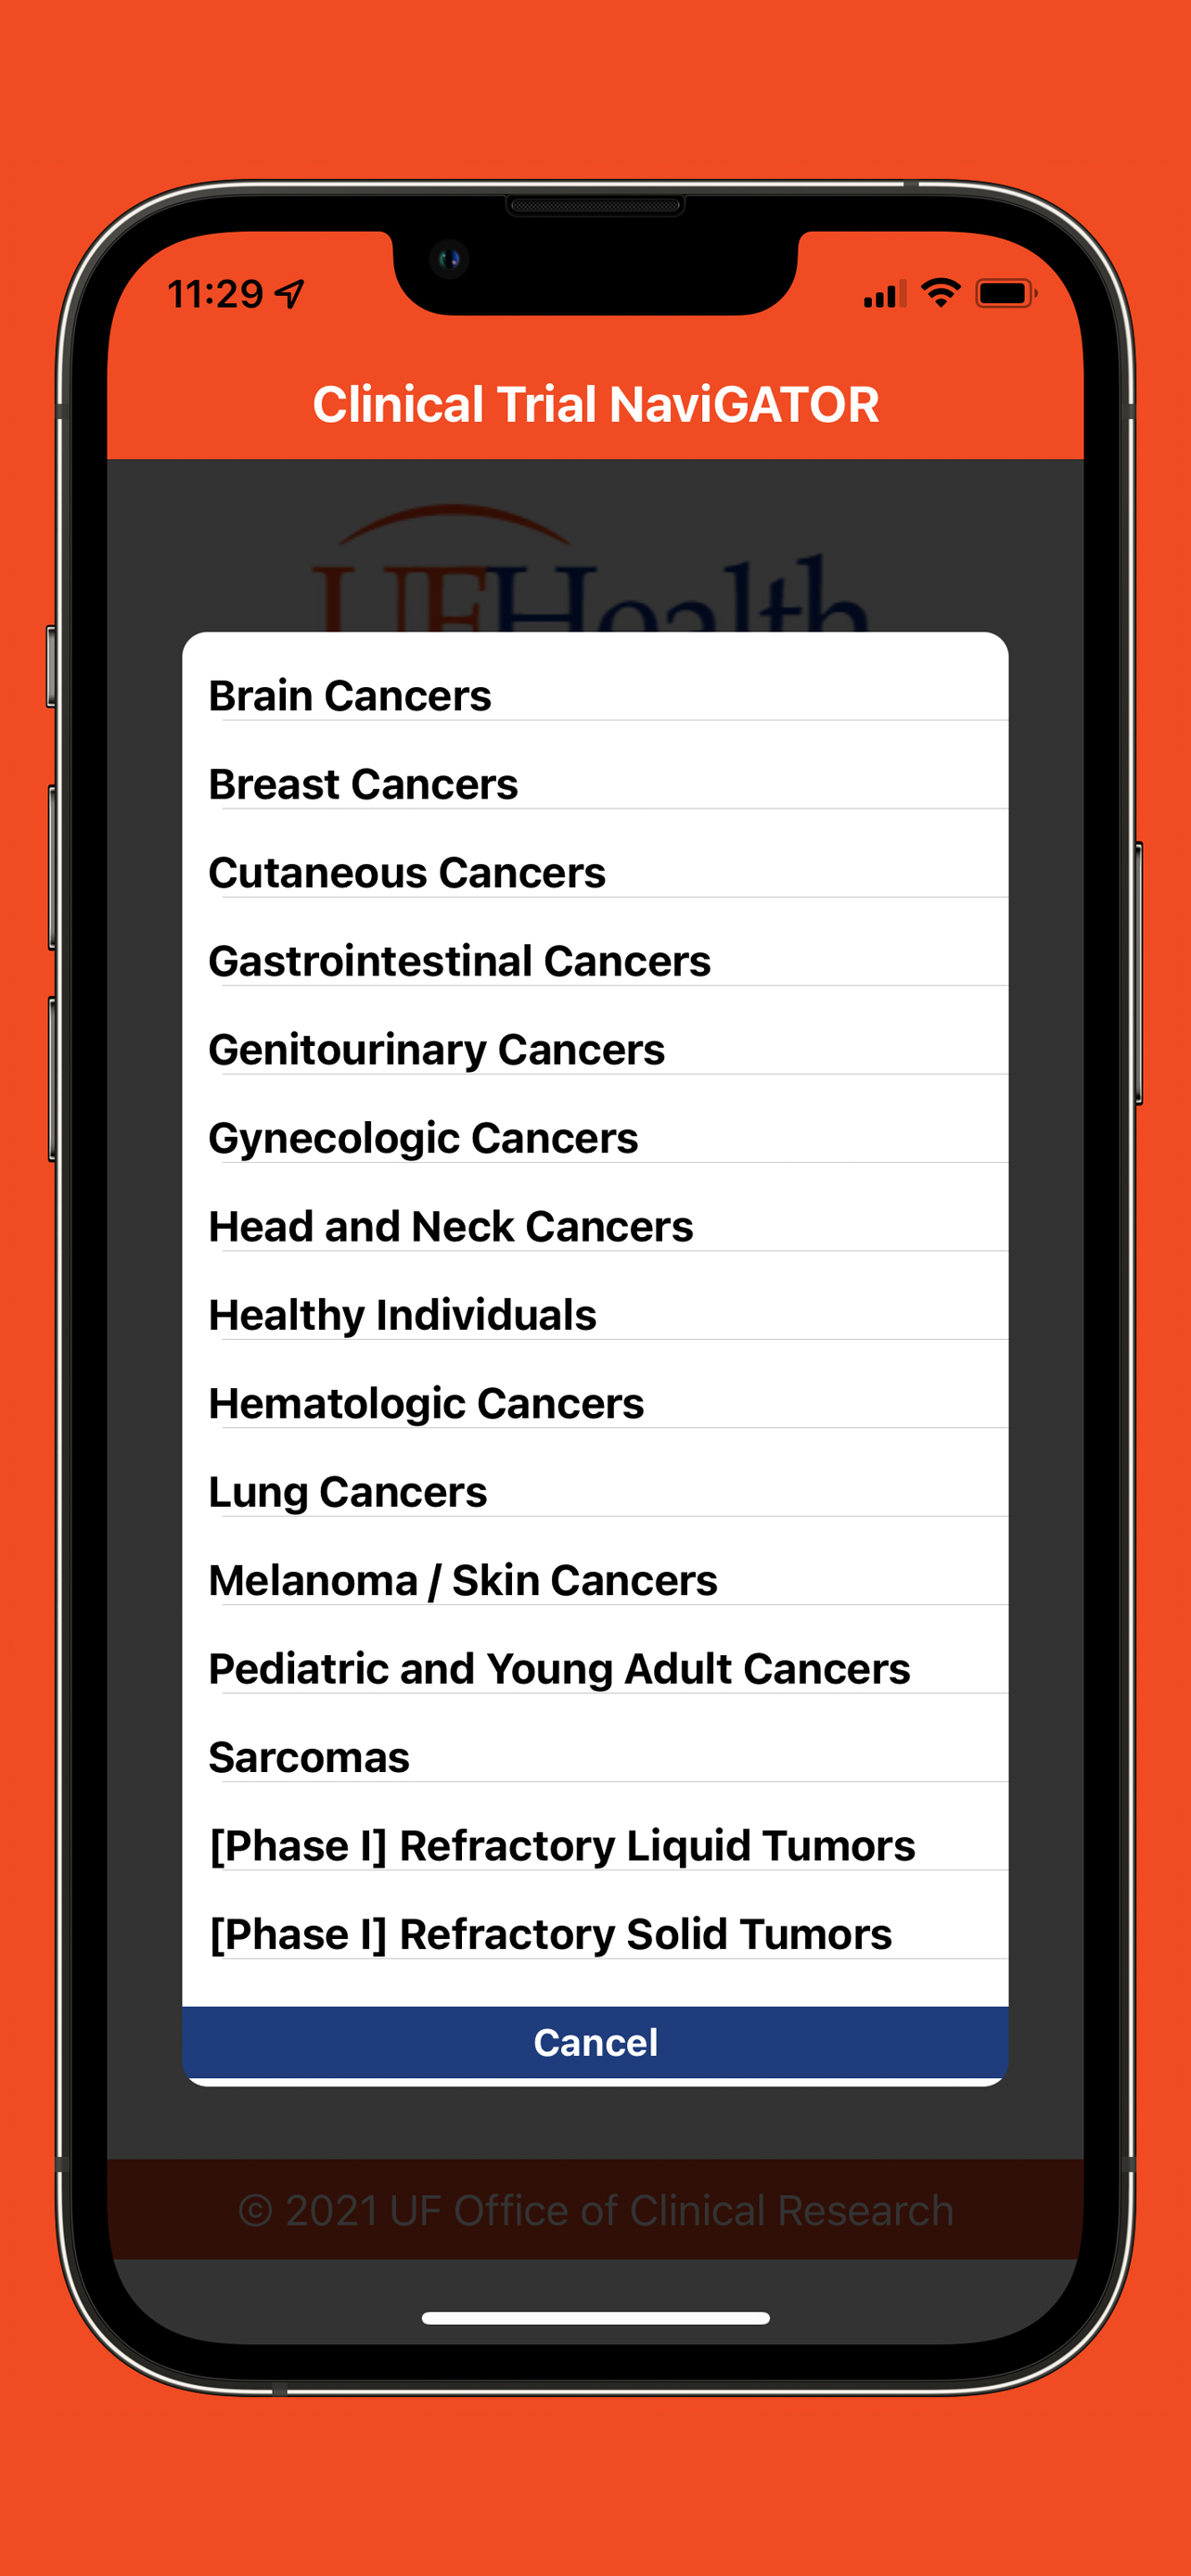 11:29
Clinical Trial NaviGATOR
UFHealth
Brain Cancers
Breast Cancers
Cutaneous Cancers
Gastrointestinal Cancers
Genitourinary Cancers
Gynecologic Cancers
Head and Neck Cancers
Healthy Individuals
Hematologic Cancers
Lung Cancers
Melanoma / Skin Cancers
Pediatric and Young Adult Cancers
Sarcomas
[Phase I] Refractory Liquid Tumors
[Phase I] Refractory Solid Tumors
Cancel
© 2021 UF Office of Clinical Research